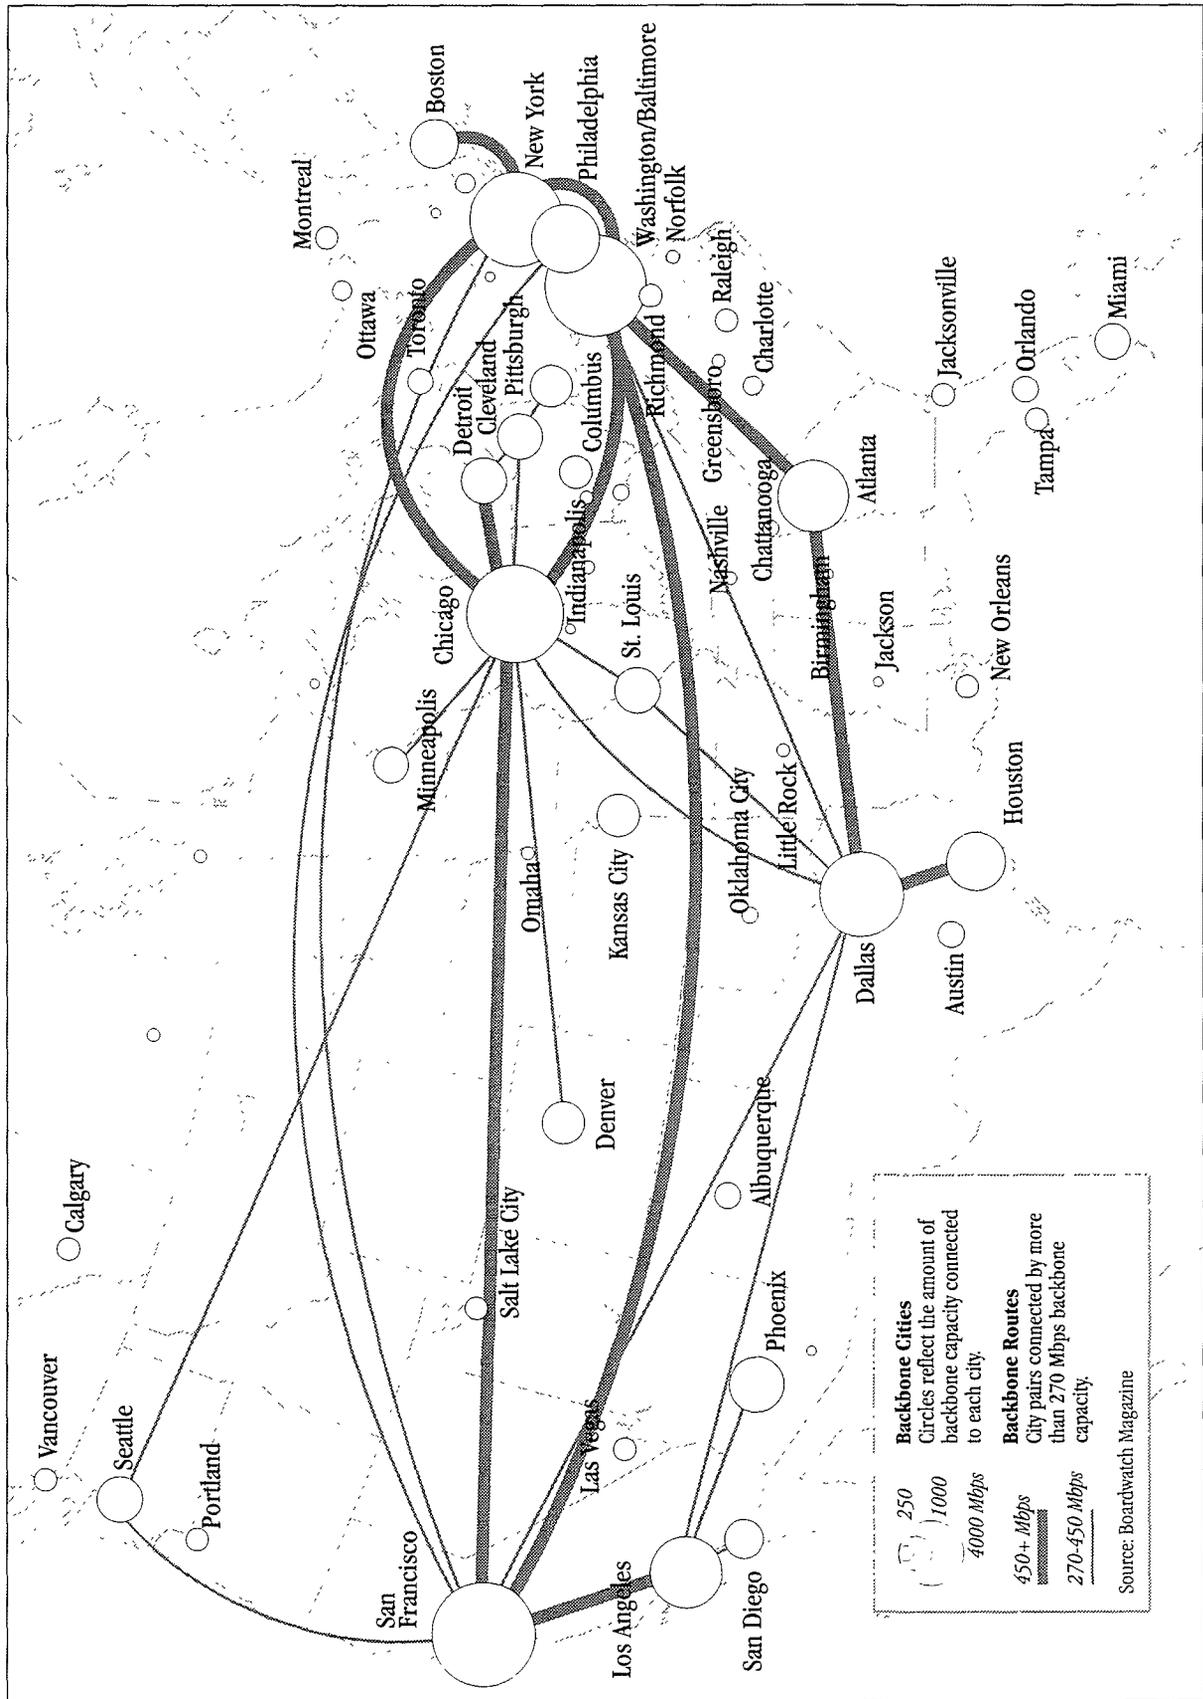 Vancouver
Seattle
Portland
Calgary
San
Francisco
Los Angeles
San Diego
Las Vegas
Phoenix
Salt Lake City
Albuquerque
Denver
Omaha
Kansas City
Oklahoma City
Little Rock
Dallas
Austin
Houston
Minneapolis
Chicago
St. Louis
Indianapolis
Detroit
Cleveland
Pittsburgh
Columbus
Nashville
Chattanooga
Birmingham
Jackson
New Orleans
Atlanta
Greensboro
Charlotte
Raleigh
Richmond
Norfolk
Washington/Baltimore
Philadelphia
New York
Boston
Montreal
Ottawa
Toronto
Jacksonville
Orlando
Tampa
Miami
250
1000
4000 Mbps
Backbone Cities
Circles reflect the amount of
backbone capacity connected
to each city.
450+ Mbps
270-450 Mbps
Backbone Routes
City pairs connected by more
than 270 Mbps backbone
capacity.
Source: Boardwatch Magazine